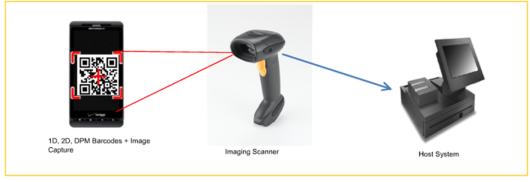 1D, 2D, DPM Barcodes + Image
Capture
Imaging Scanner
Host System